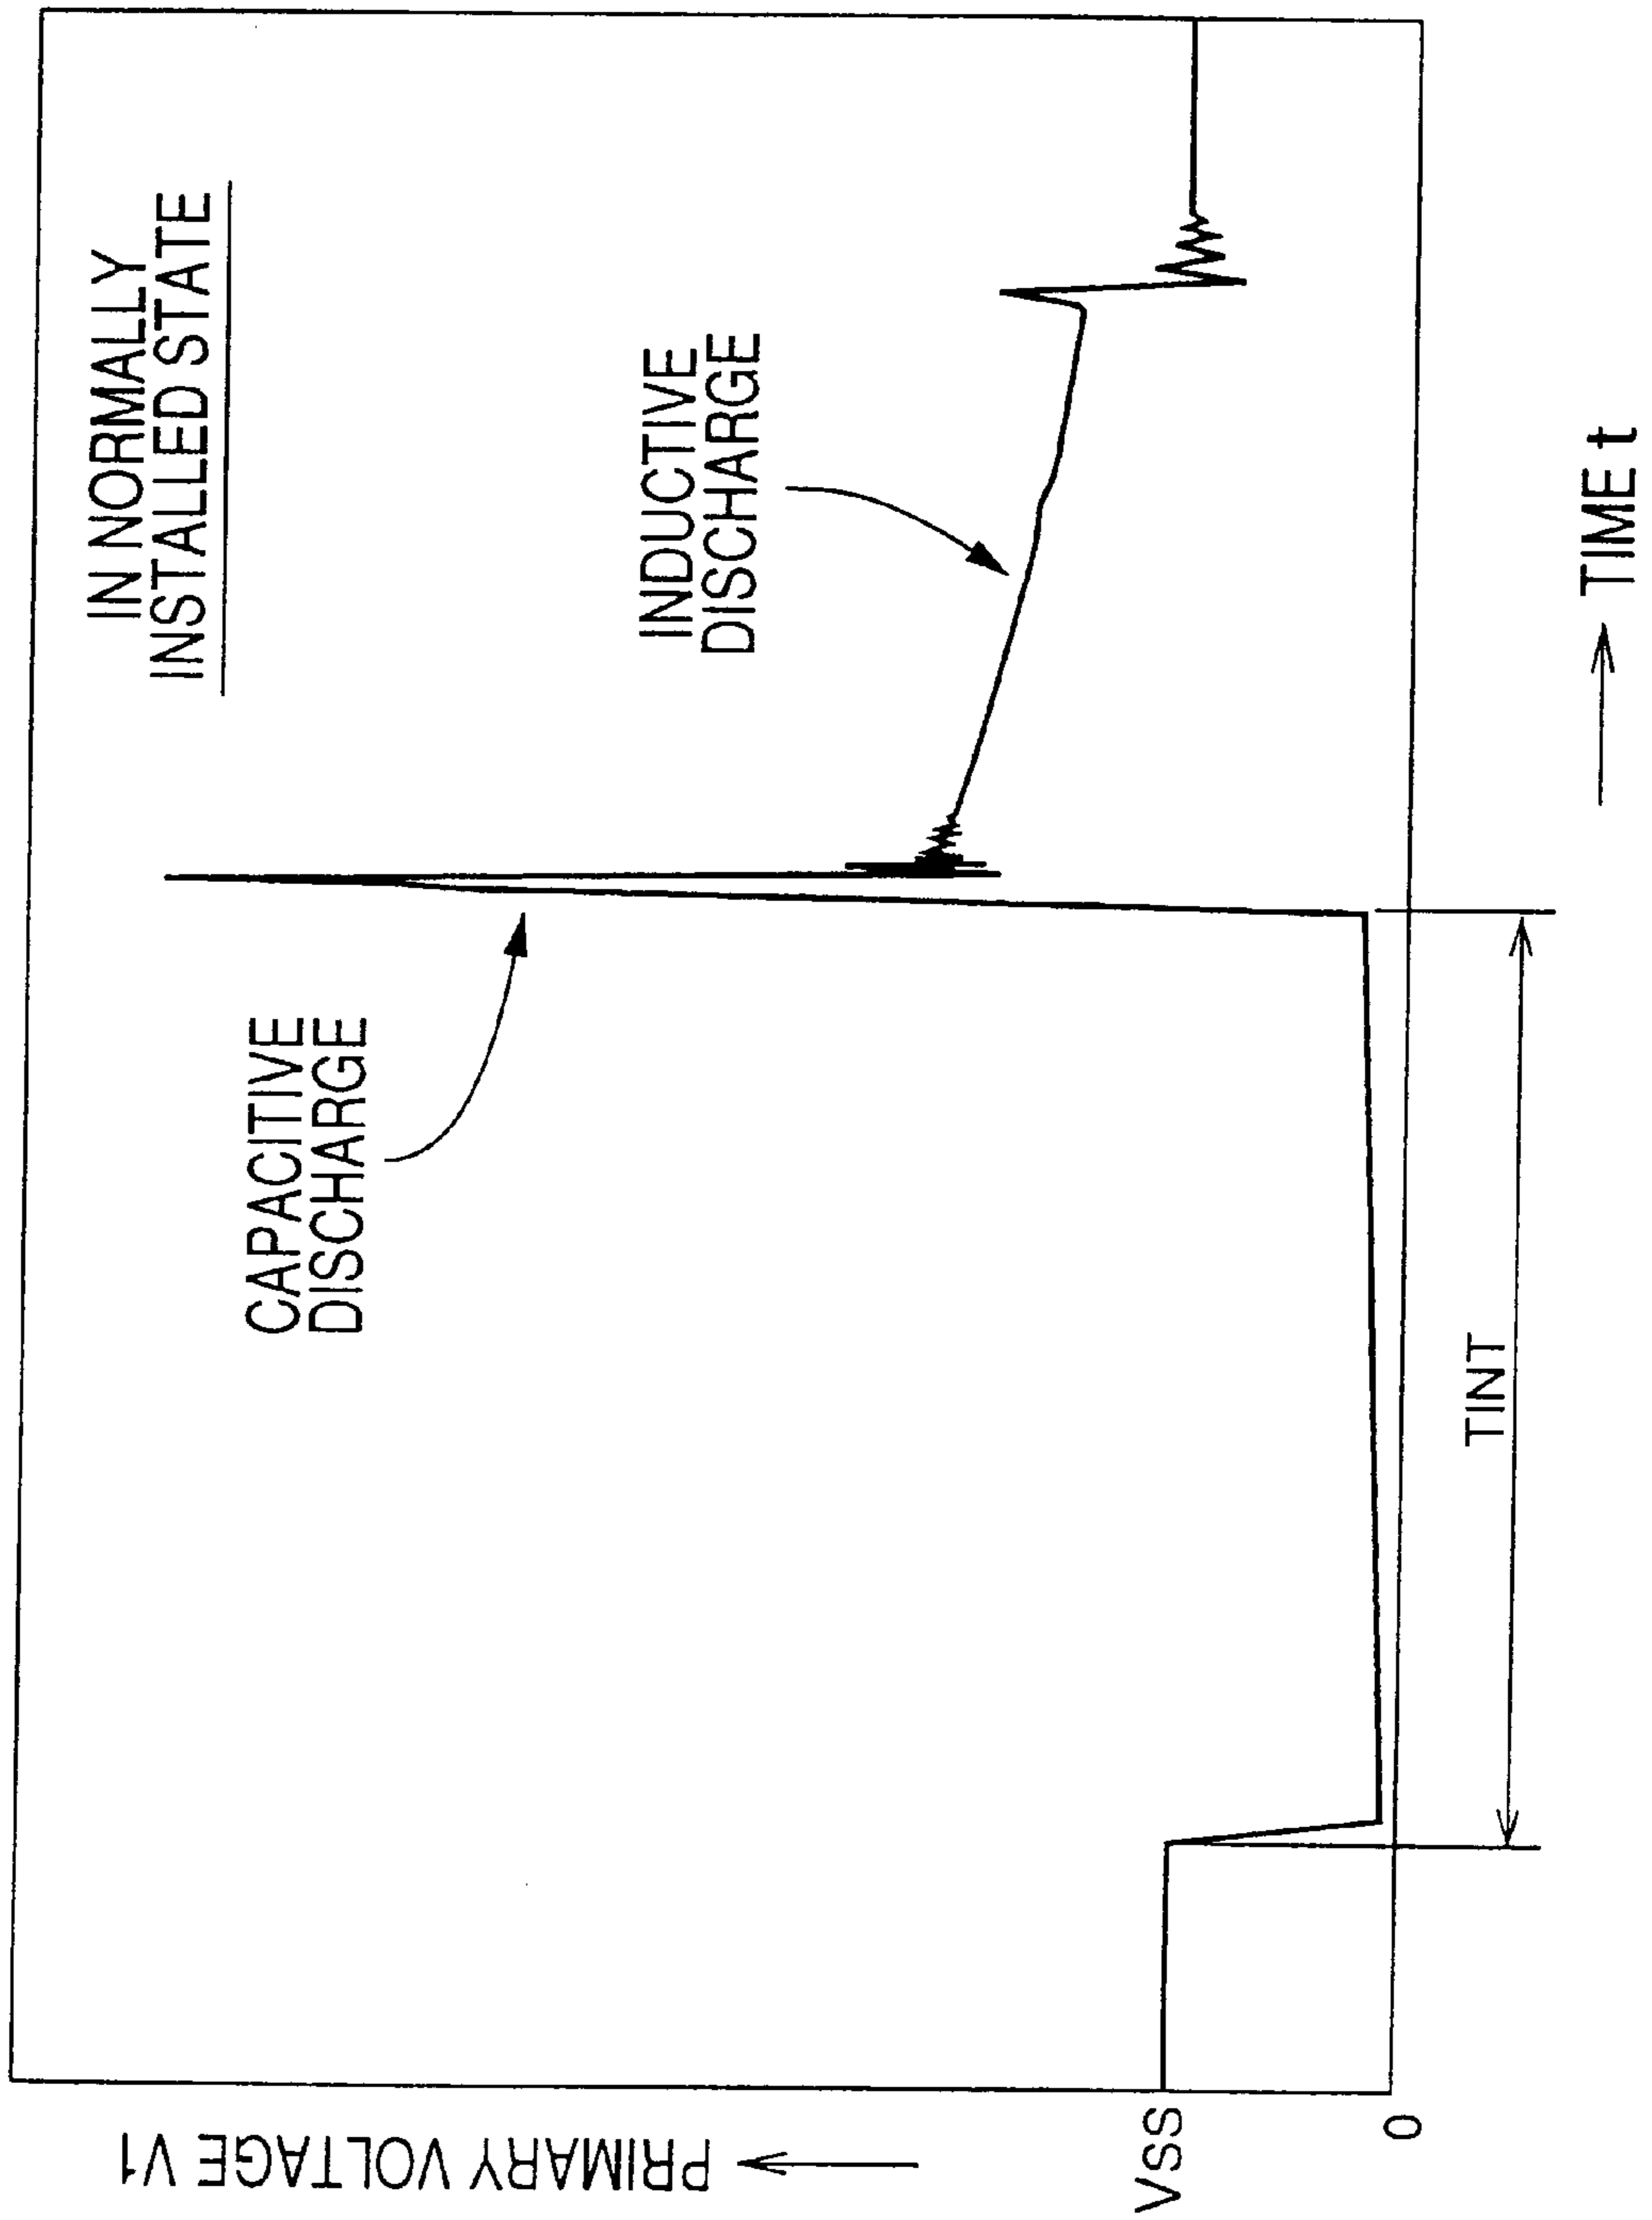 IN NORMALLY
INSTALLED STATE
CAPACITIVE
DISCHARGE
INDUCTIVE
DISCHARGE
PRIMARY VOLTAGE V1
VSS
0
TINT
TIME t